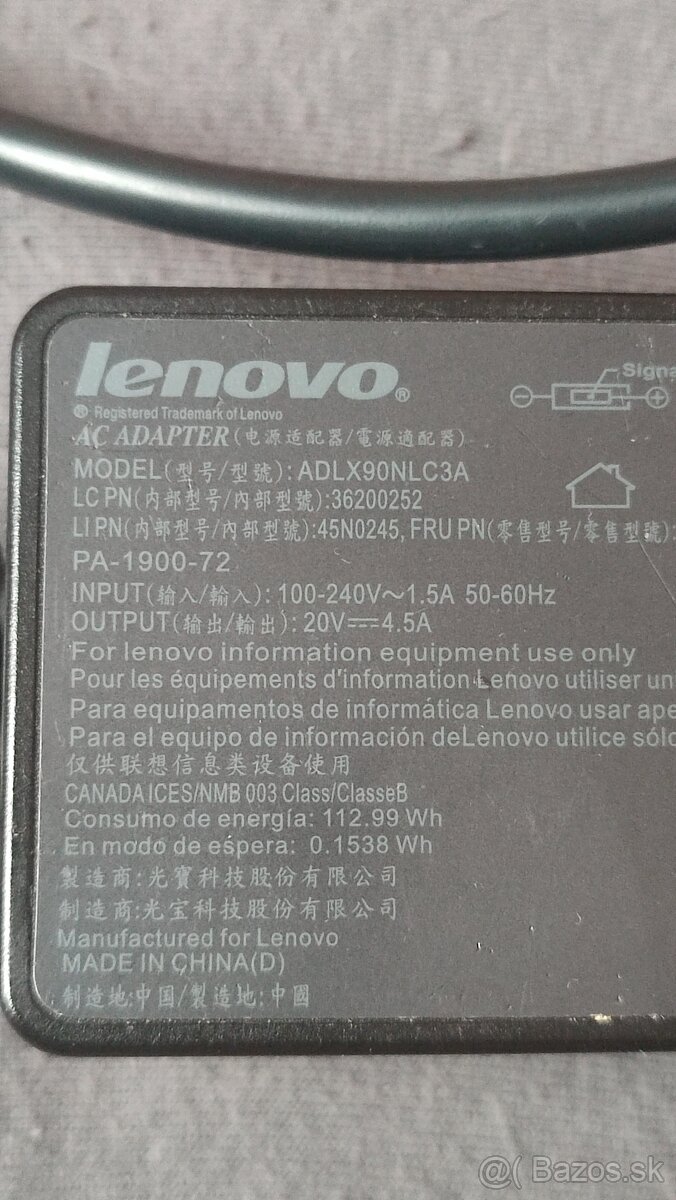 lenovo®
® Registered Trademark of Lenovo
AC ADAPTER(电源适配器/電源適配器)
MODEL(型号/型號): ADLX90NLC3A
LC PN(内部型号/內部型號):36200252
LI PN(内部型号/內部型號):45N0245, FRU PN(零售型号/零售型號):
PA-1900-72
INPUT(输入/輸入): 100-240V~1.5A 50-60Hz
OUTPUT(输出/輸出): 20V⎓4.5A
For lenovo information equipment use only
Pour les équipements d'information Lenovo utiliser un
Para equipamentos de informática Lenovo usar ape
Para el equipo de información deLenovo utilice sólo
仅供联想信息类设备使用
CANADA ICES/NMB 003 Class/ClasseB
Consumo de energía: 112.99 Wh
En modo de espera: 0.1538 Wh
製造商:光寶科技股份有限公司
制造商:光宝科技股份有限公司
Manufactured for Lenovo
MADE IN CHINA(D)
制造地:中国/製造地:中國
Signa
@( Bazos.sk